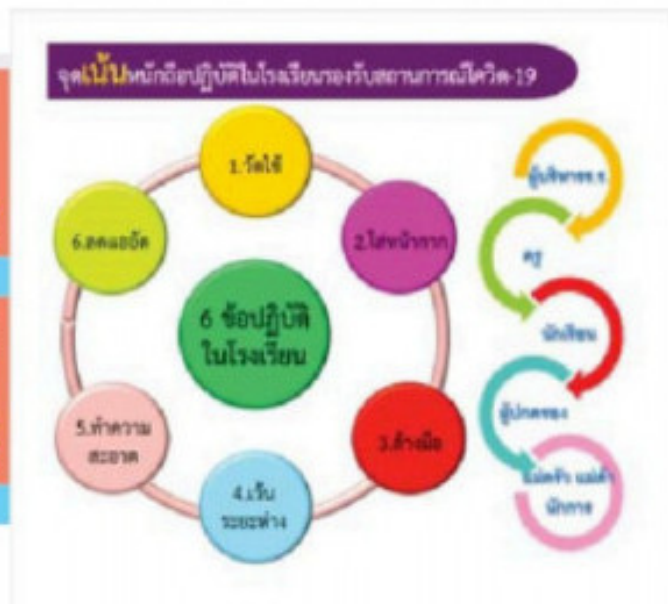 จุดเน้นหนักถือปฏิบัติในโรงเรียนรองรับสถานการณ์โควิด-19
1.วัดไข้
2.ใส่หน้ากาก
3.ล้างมือ
4.เว้น
ระยะห่าง
5.ทำความ
สะอาด
6.ลดแออัด
6 ข้อปฏิบัติ
ในโรงเรียน
ผู้บริหารร.ร
ครู
นักเรียน
ผู้ปกครอง
แม่ครัว แม่ค้า
นักการ